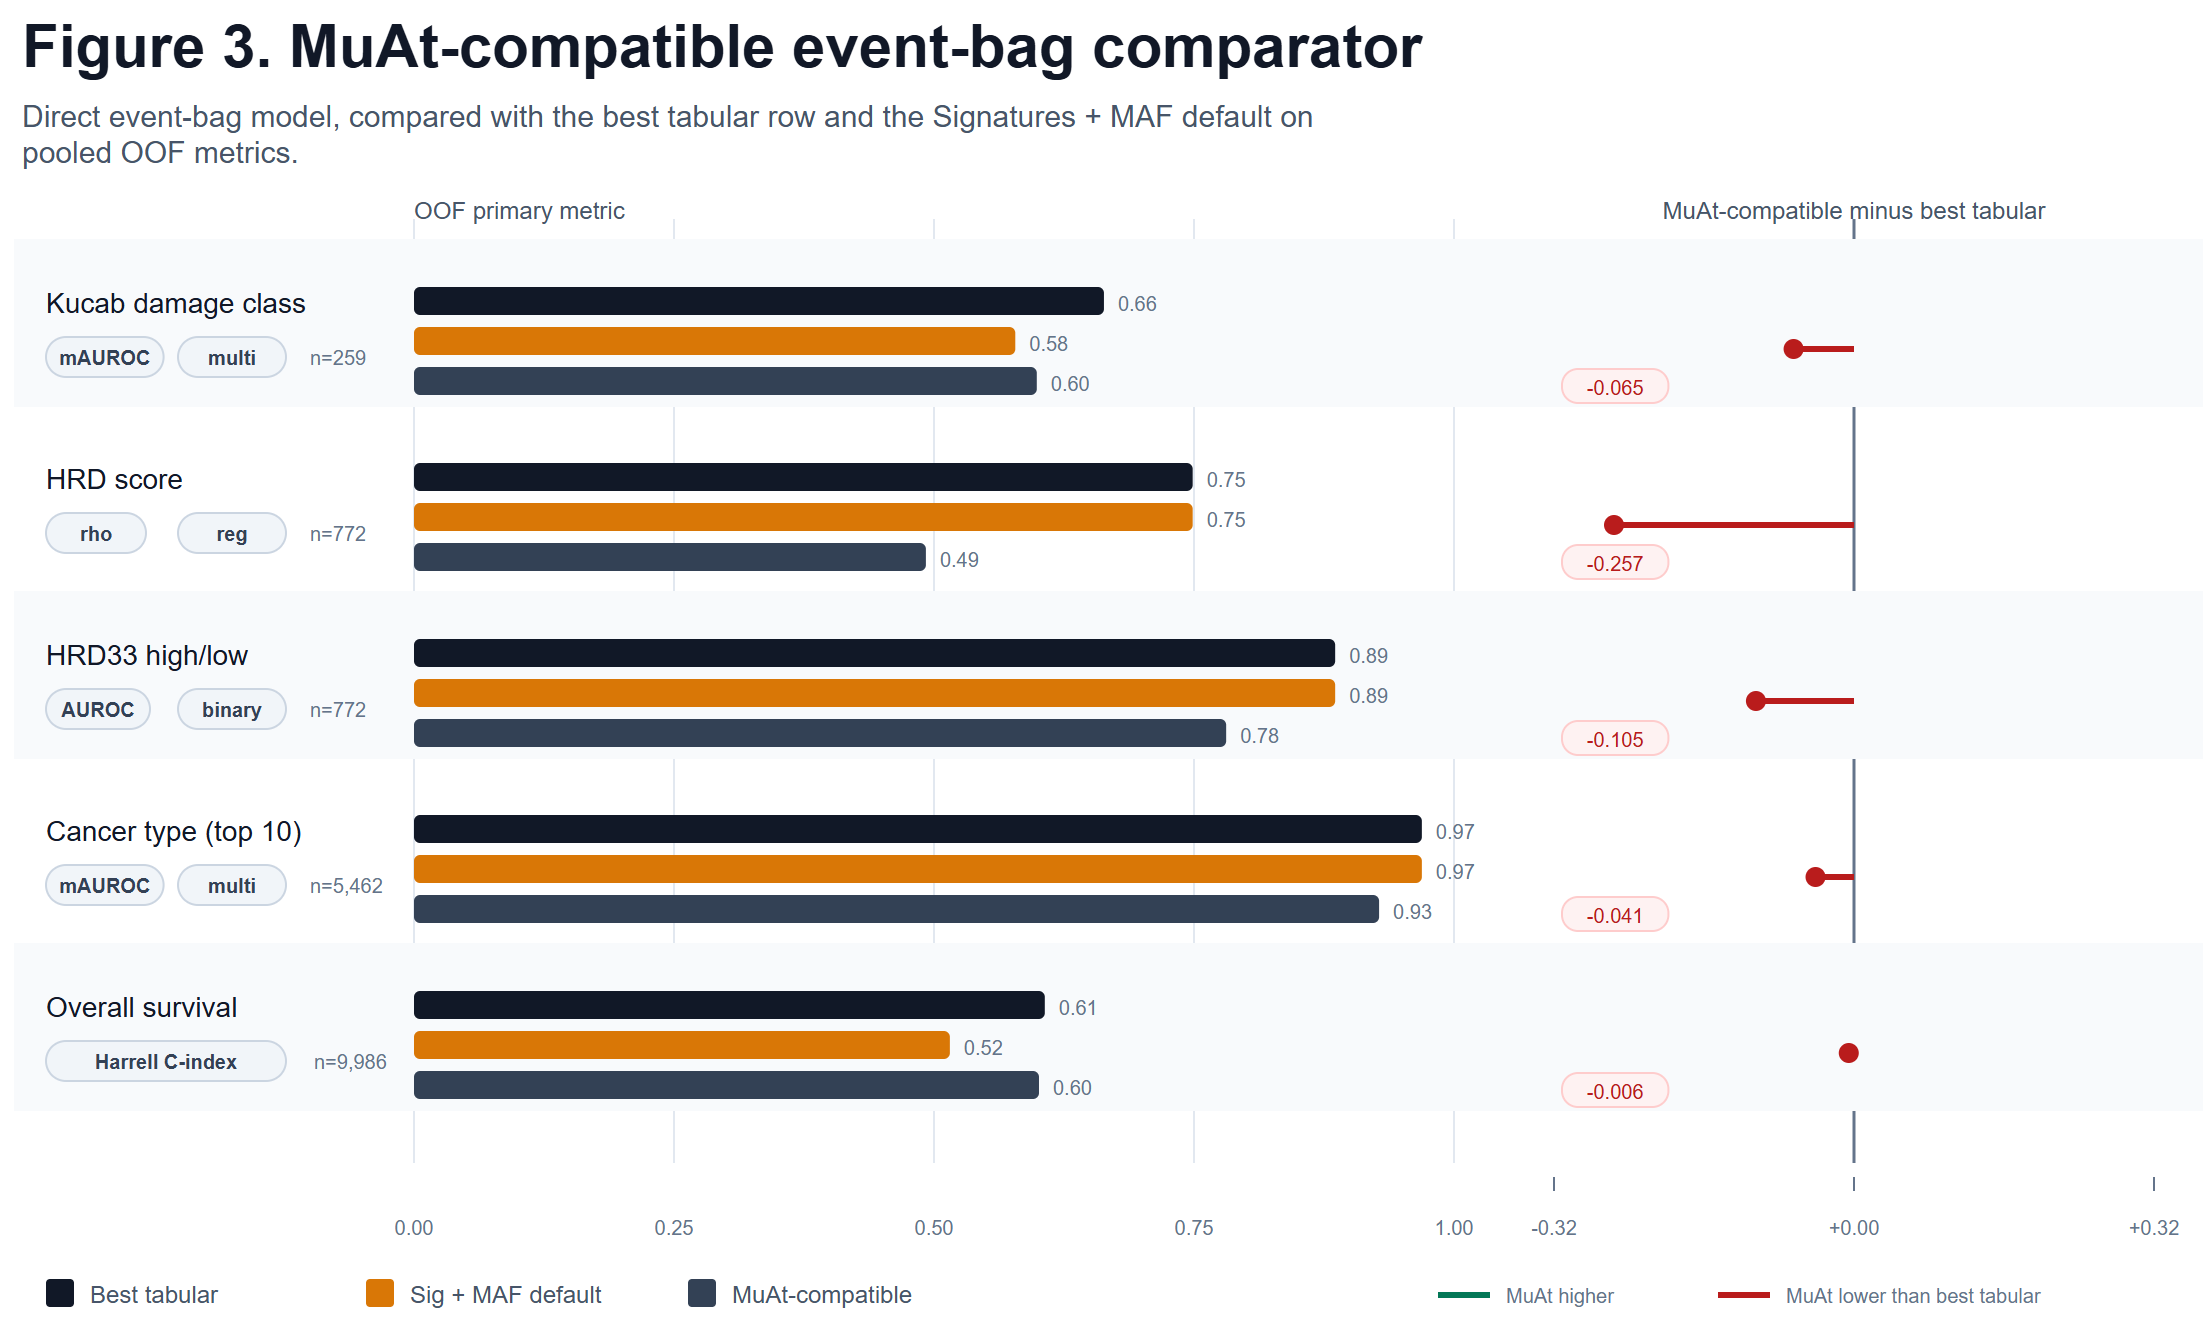 Figure 3. MuAt-compatible event-bag comparator
Direct event-bag model, compared with the best tabular row and the Signatures + MAF default on
pooled OOF metrics.
OOF primary metric
MuAt-compatible minus best tabular
Kucab damage class
mAUROC multi n=259
0.66
0.58
0.60
-0.065
HRD score
rho reg n=772
0.75
0.75
0.49
-0.257
HRD33 high/low
AUROC binary n=772
0.89
0.89
0.78
-0.105
Cancer type (top 10)
mAUROC multi n=5,462
0.97
0.97
0.93
-0.041
Overall survival
Harrell C-index n=9,986
0.61
0.52
0.60
-0.006
0.00 0.25 0.50 0.75 1.00 -0.32 +0.00 +0.32
Best tabular Sig + MAF default MuAt-compatible MuAt higher MuAt lower than best tabular